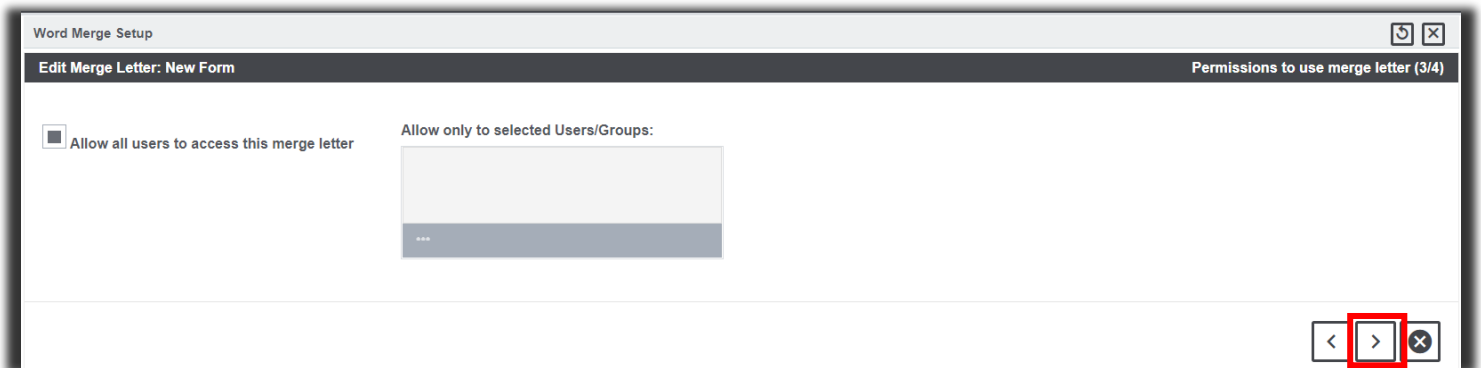 Word Merge Setup
Edit Merge Letter: New Form
Permissions to use merge letter (3/4)
Allow all users to access this merge letter
Allow only to selected Users/Groups:
***